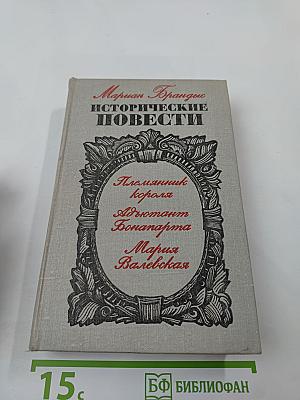 Мариан Брандыс
ИСТОРИЧЕСКИЕ
ПОВЕСТИ
Племянник
короля
Адъютант
Бонапарта
Мария
Валевская
15 с
БФ БИБЛИОФАН